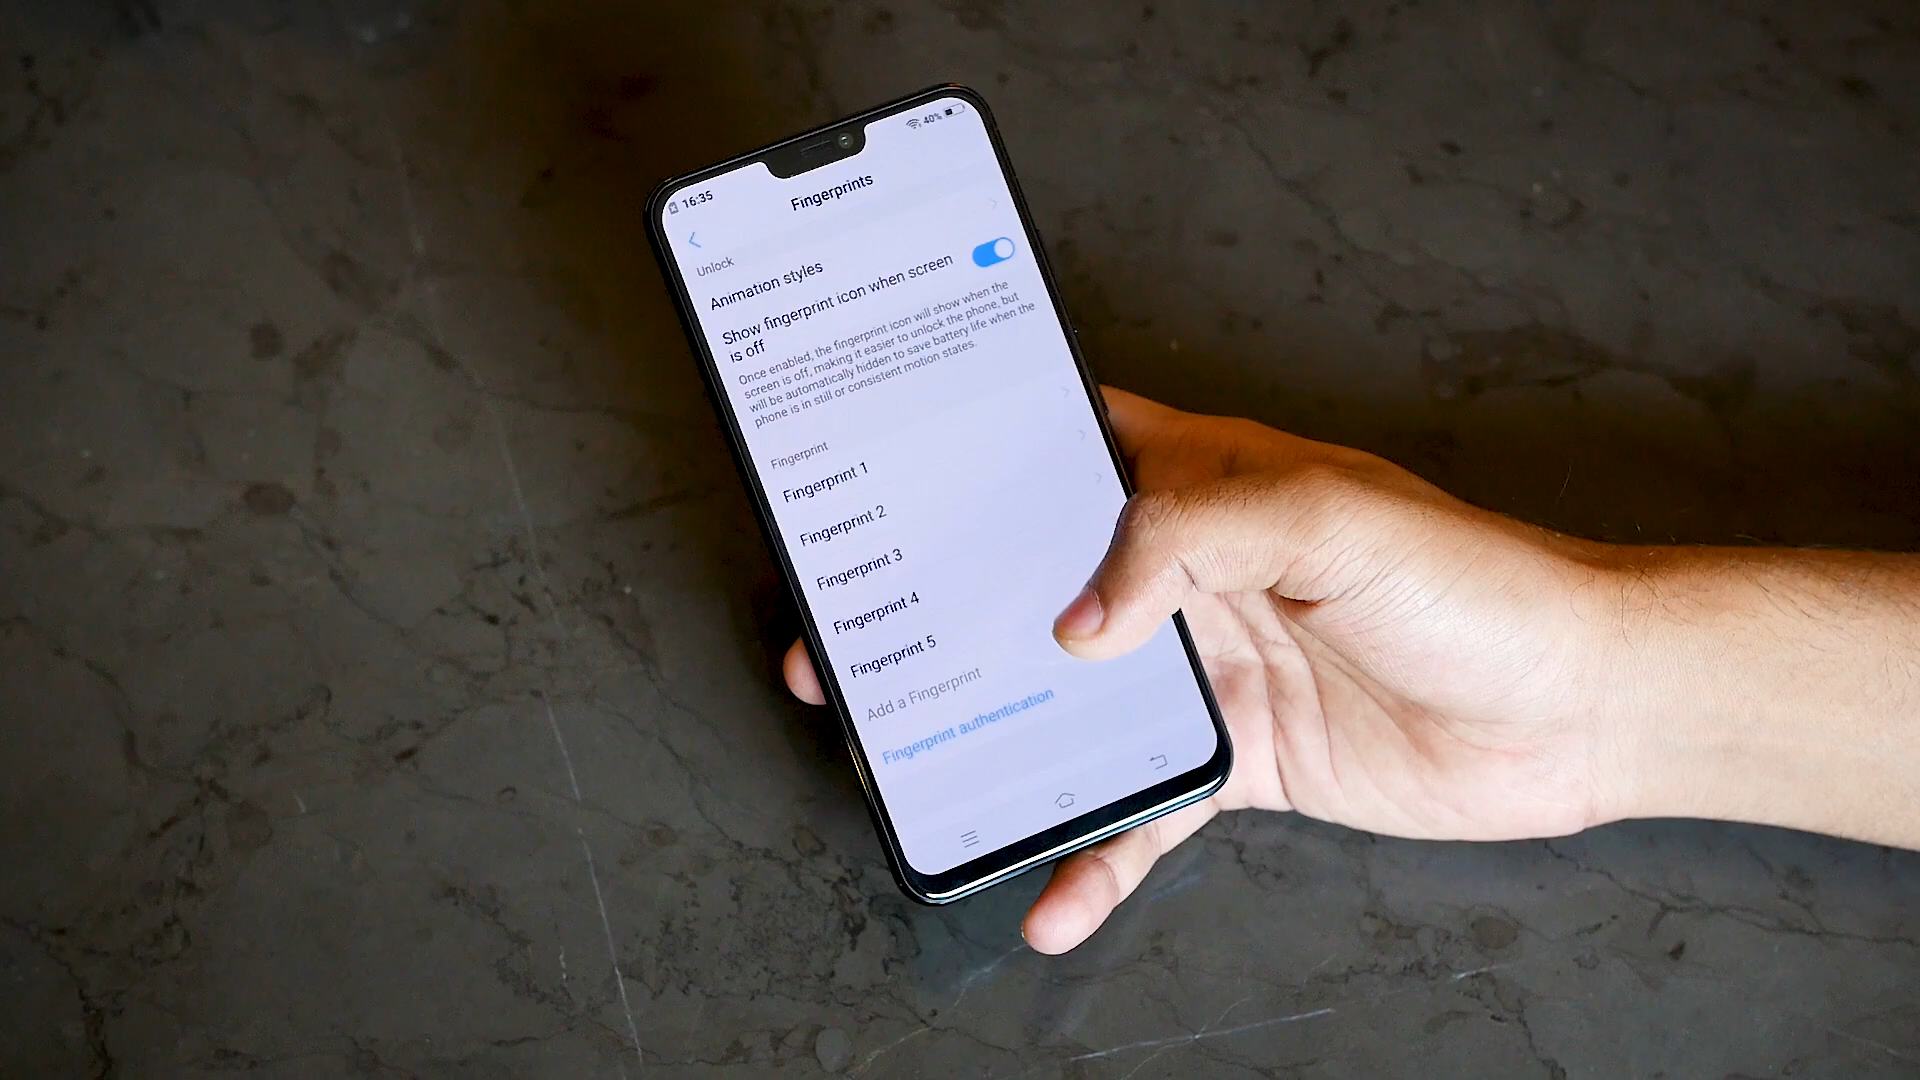 16:35
40%
Fingerprints
Unlock
Animation styles
Show fingerprint icon when screen
is off
Once enabled, the fingerprint icon will show when the
screen is off, making it easier to unlock the phone, but
will be automatically hidden to save battery life when the
phone is in still or consistent motion states.
Fingerprint
Fingerprint 1
Fingerprint 2
Fingerprint 3
Fingerprint 4
Fingerprint 5
Add a Fingerprint
Fingerprint authentication